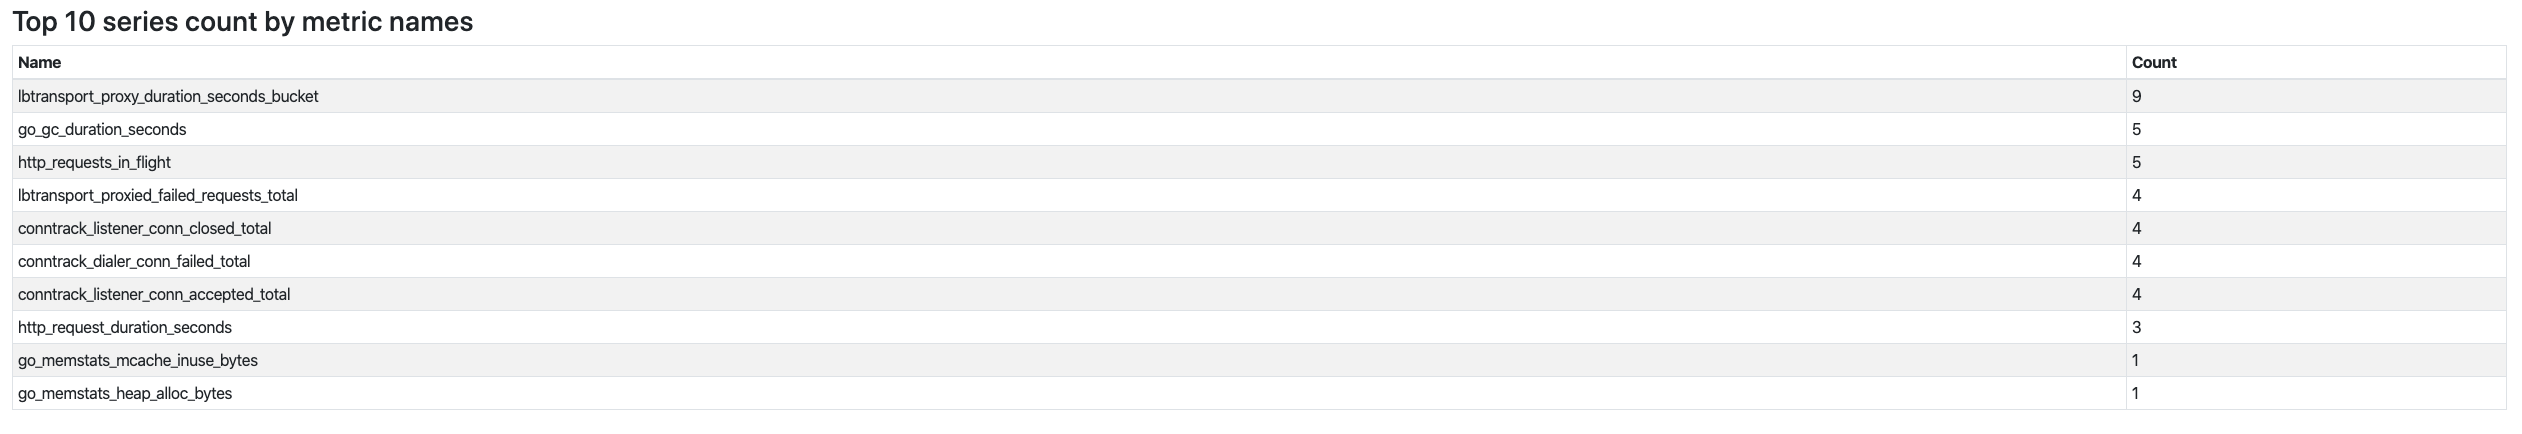 Top 10 series count by metric names
Name Count
lbtransport_proxy_duration_seconds_bucket 9
go_gc_duration_seconds 5
http_requests_in_flight 5
lbtransport_proxied_failed_requests_total 4
conntrack_listener_conn_closed_total 4
conntrack_dialer_conn_failed_total 4
conntrack_listener_conn_accepted_total 4
http_request_duration_seconds 3
go_memstats_mcache_inuse_bytes 1
go_memstats_heap_alloc_bytes 1